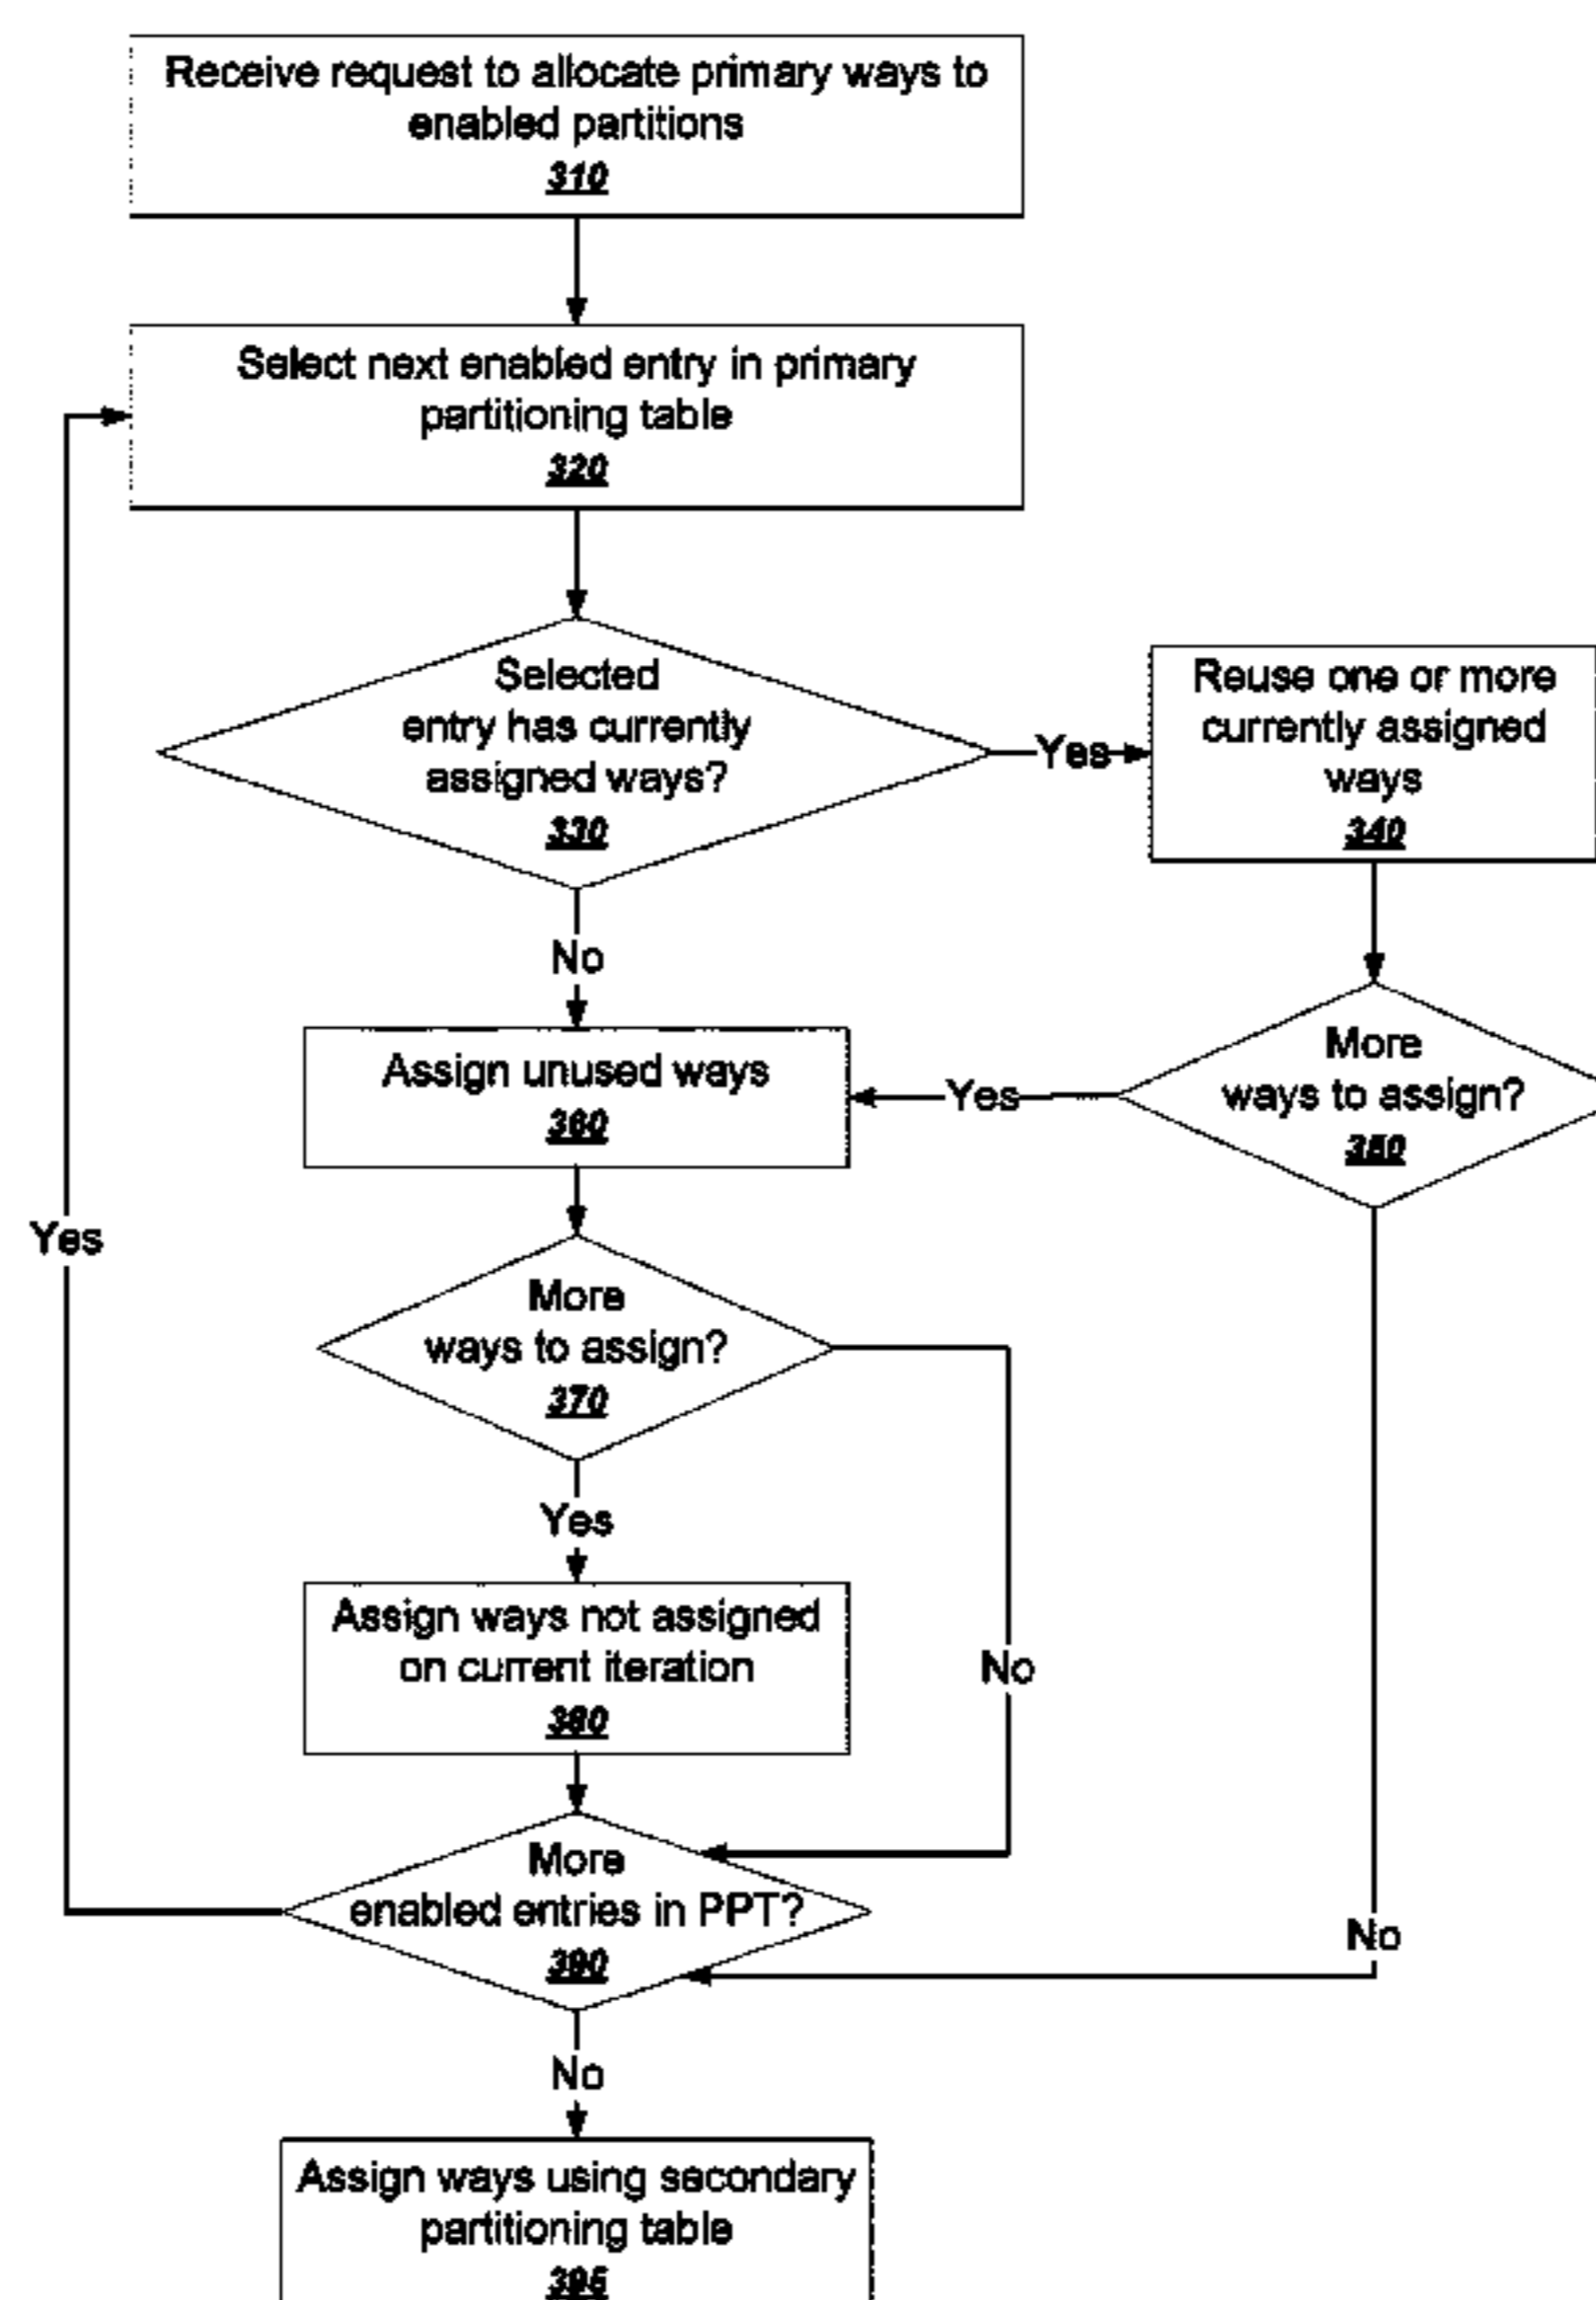 Receive request to allocate primary ways to
enabled partitions
310
Select next enabled entry in primary
partitioning table
320
Selected
entry has currently
assigned ways?
330
Yes
Reuse one or more
currently assigned
ways
340
No
Assign unused ways
360
Yes
More
ways to assign?
350
Yes
More
ways to assign?
370
Yes
Assign ways not assigned
on current iteration
380
No
More
enabled entries in PPT?
390
No
No
Assign ways using secondary
partitioning table
395